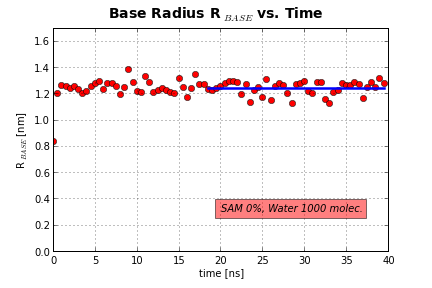 Base Radius R BASE vs. Time
1.6
1.4
1.2
1.0
0.8
0.6
0.4
0.2
0.0
R BASE [nm]
SAM 0%, Water 1000 molec.
0 5 10 15 20 25 30 35 40
time [ns]